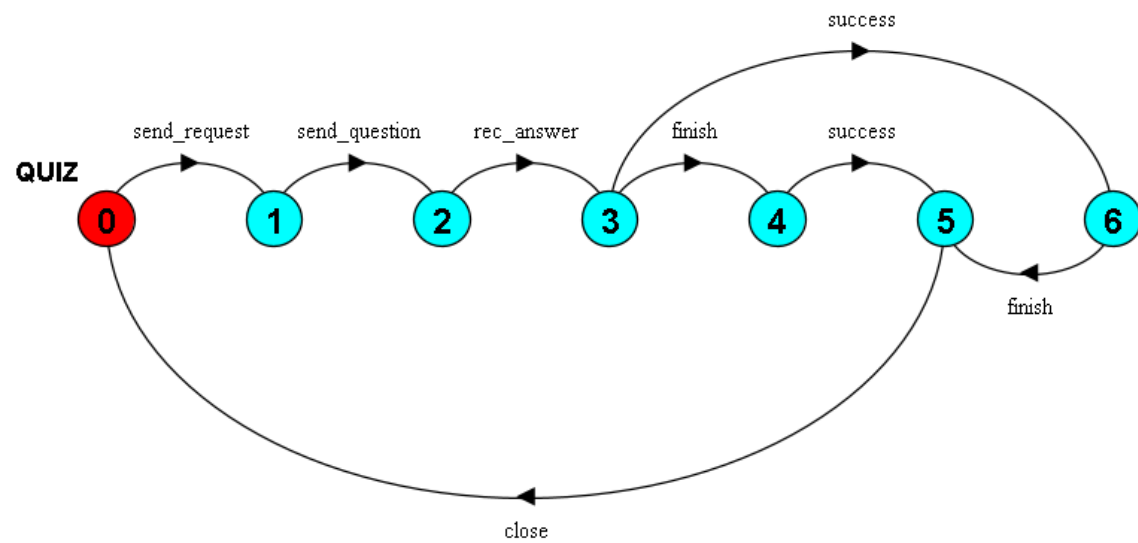 success
send_request send_question rec_answer finish success
QUIZ
0 1 2 3 4 5 6
finish
close